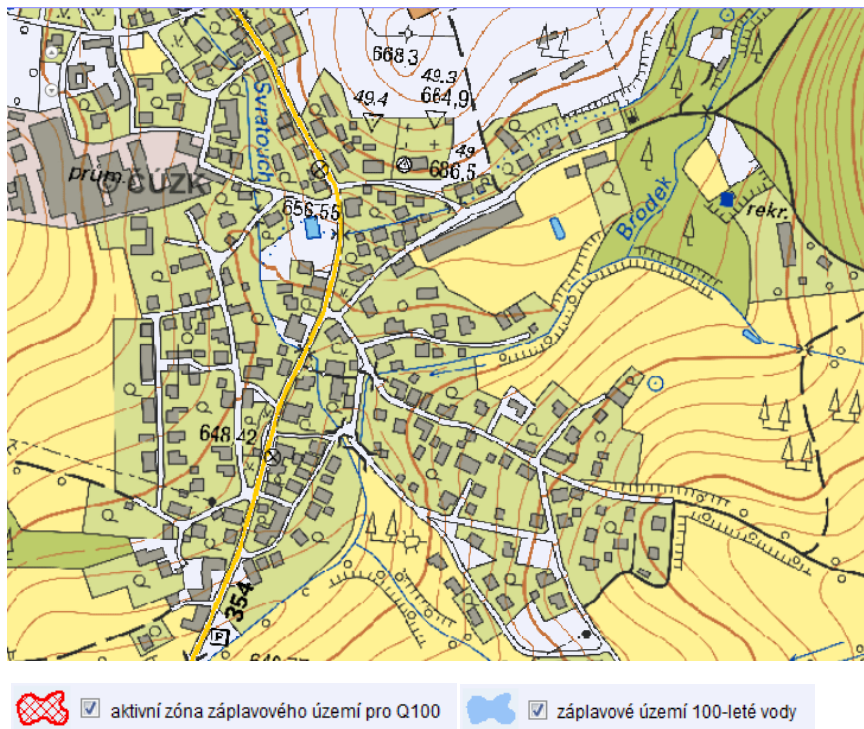 668,3
49.3
664,9
49.4
Svratouch
49
686,5
prům.
© ČÚZK
656,55
Brodek
rekr.
648,42
354
P
aktivní zóna záplavového území pro Q100
záplavové území 100-leté vody